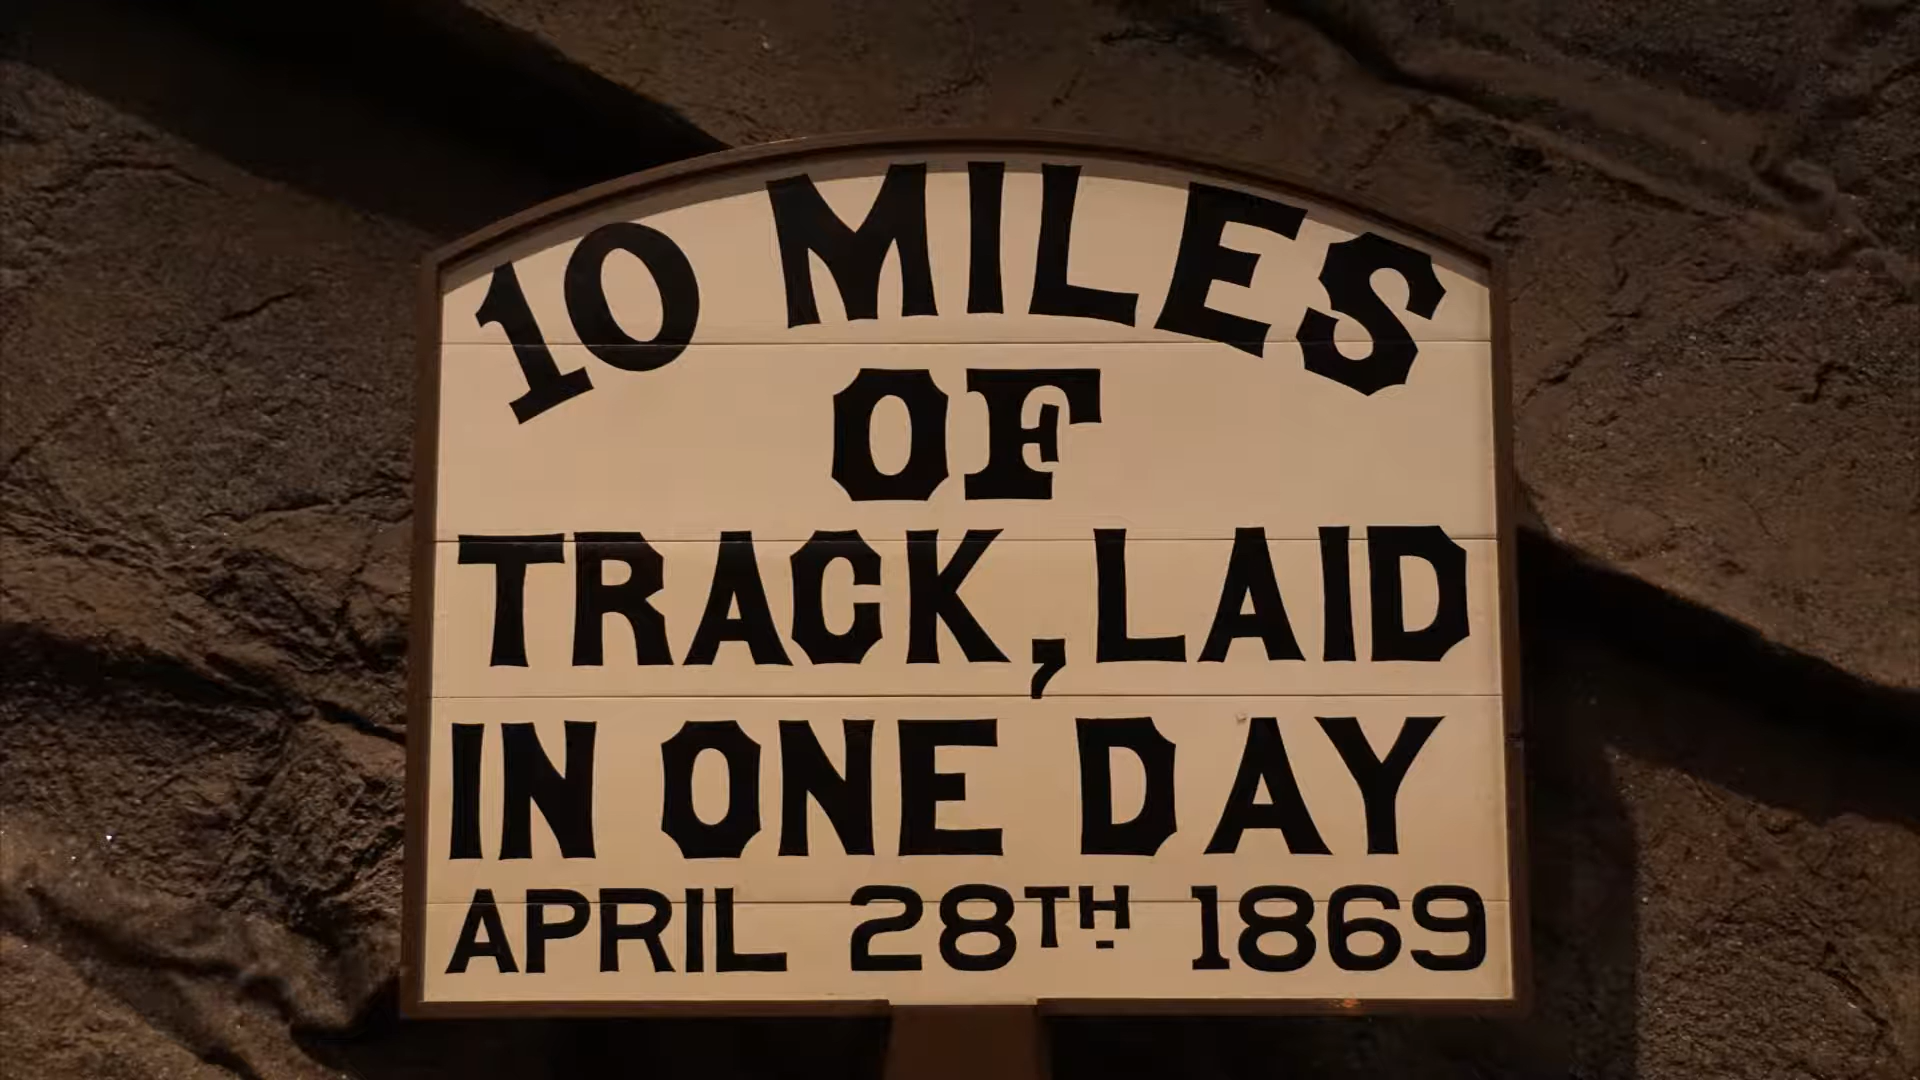 10 MILES
OF
TRACK, LAID
IN ONE DAY
APRIL 28TH 1869